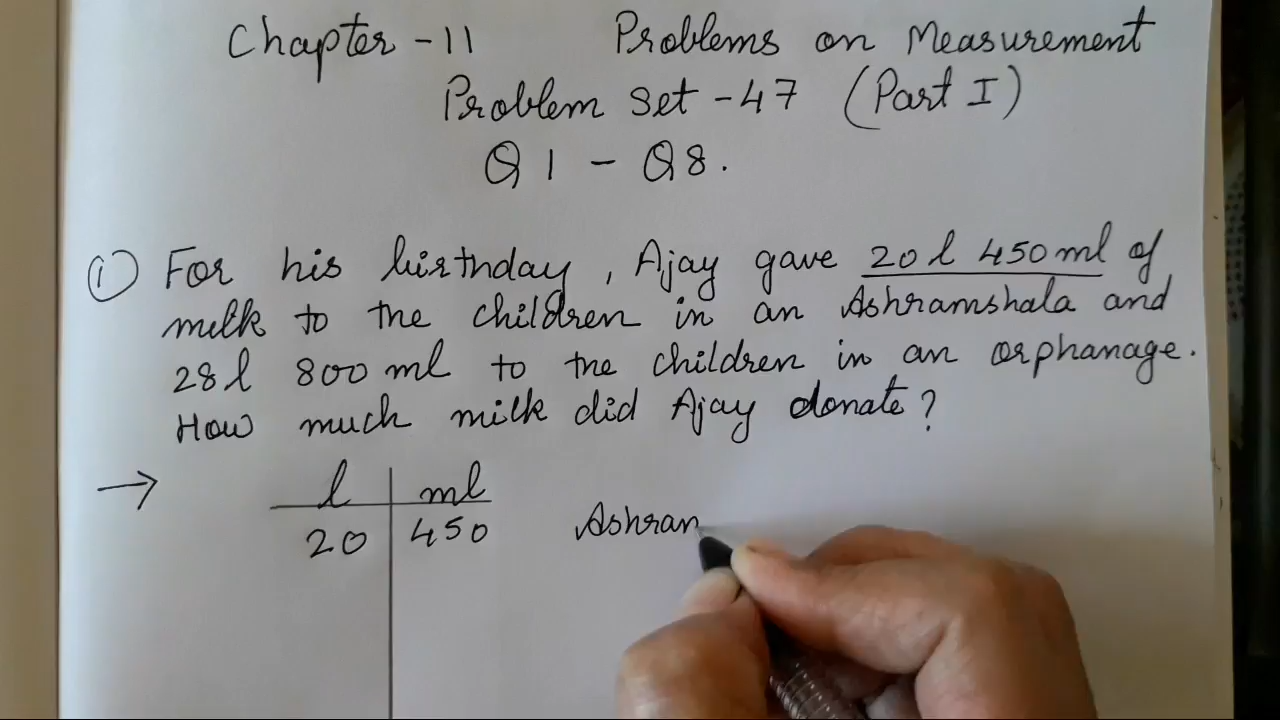 Chapter - 11 Problems on Measurement
Problem Set - 47 (Part I)
Q1 - Q8.
① For his birthday, Ajay gave 20 l 450 ml of
milk to the children in an Ashramshala and
28 l 800 ml to the children in an orphanage.
How much milk did Ajay donate?
→ l ml
20 450 Ashram